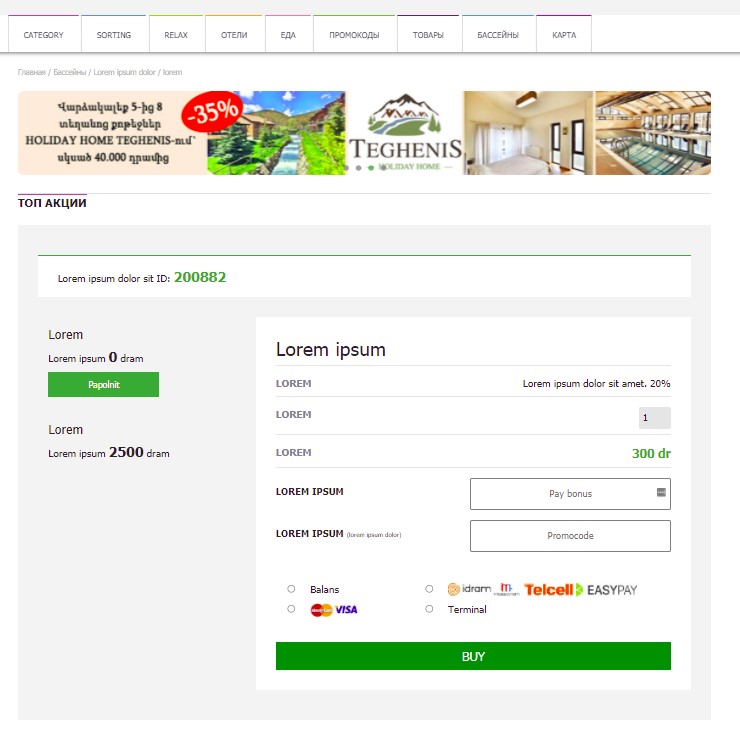 CATEGORY
SORTING
RELAX
ОТЕЛИ
ЕДА
ПРОМОКОДЫ
ТОВАРЫ
БАССЕЙНЫ
КАРТА
Главная / Бассейны / Lorem ipsum dolor / lorem
Վարձակալեք 5-ից 8
տեղանոց քոթեջներ
HOLIDAY HOME TEGHENIS-ում՝
սկսած 40.000 դրամից
-35%
TEGHENIS
HOLIDAY HOME
ТОП АКЦИИ
Lorem ipsum dolor sit ID: 200882
Lorem
Lorem ipsum 0 dram
Papolnit
Lorem
Lorem ipsum 2500 dram
Lorem ipsum
LOREM Lorem ipsum dolor sit amet. 20%
LOREM 1
LOREM 300 dr
LOREM IPSUM Pay bonus
LOREM IPSUM (lorem ipsum dolor) Promocode
Balans
idram
Telcell
EASYPAY
VISA
Terminal
BUY